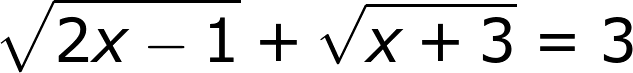 √(2x − 1) + √(x + 3) = 3